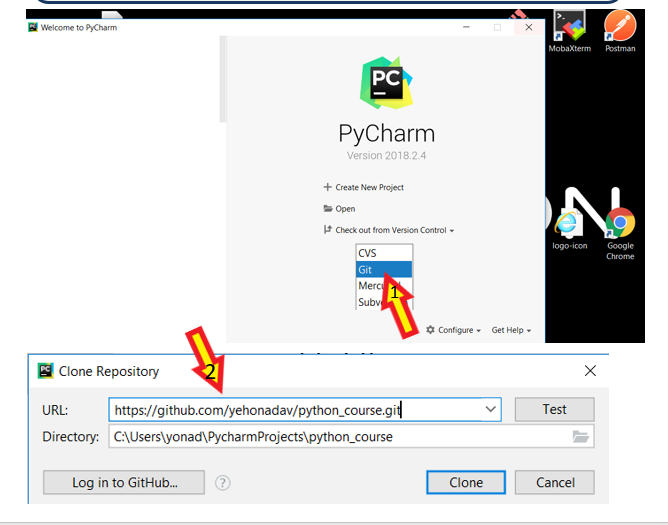 Welcome to PyCharm
MobaXterm
Postman
PC
PyCharm
Version 2018.2.4
Create New Project
Open
Check out from Version Control
CVS
Git
1
logo-icon
Google
Chrome
Configure
Get Help
2
PC
Clone Repository
URL:
https://github.com/yehonadav/python_course.git
Test
Directory:
C:\Users\yonad\PycharmProjects\python_course
Log in to GitHub...
?
Clone
Cancel